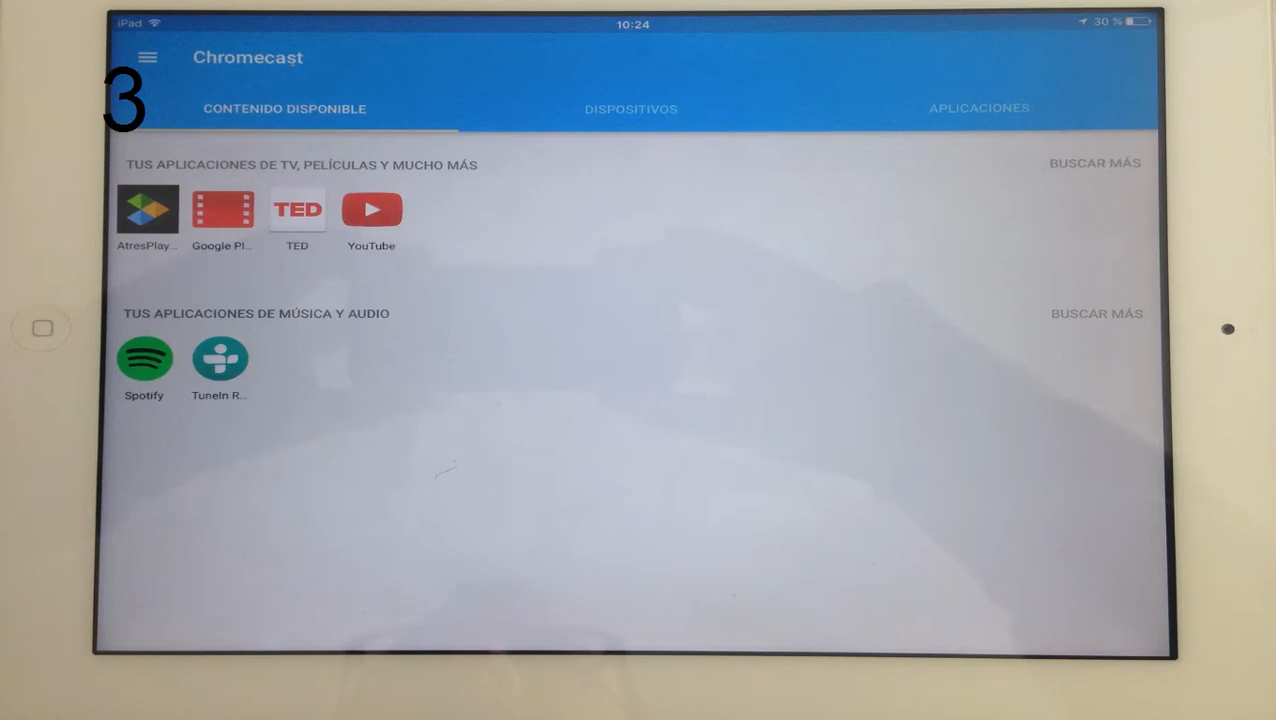 iPad 10:24 30 %
Chromecast
3
CONTENIDO DISPONIBLE DISPOSITIVOS APLICACIONES
TUS APLICACIONES DE TV, PELÍCULAS Y MUCHO MÁS BUSCAR MÁS
TED
AtresPlay... Google Pl... TED YouTube
TUS APLICACIONES DE MÚSICA Y AUDIO BUSCAR MÁS
Spotify TuneIn R...